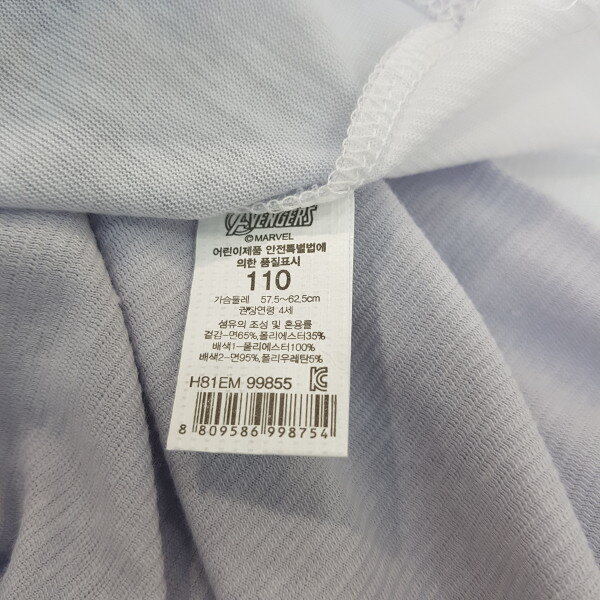 AVENGERS
©MARVEL
어린이제품 안전특별법에
의한 품질표시
110
가슴둘레 57.5~62.5cm
권장연령 4세
섬유의 조성 및 혼용률
겉감-면65%,폴리에스터35%
배색1-폴리에스터100%
배색2-면95%,폴리우레탄5%
H81EM 99855
8 809586 998754